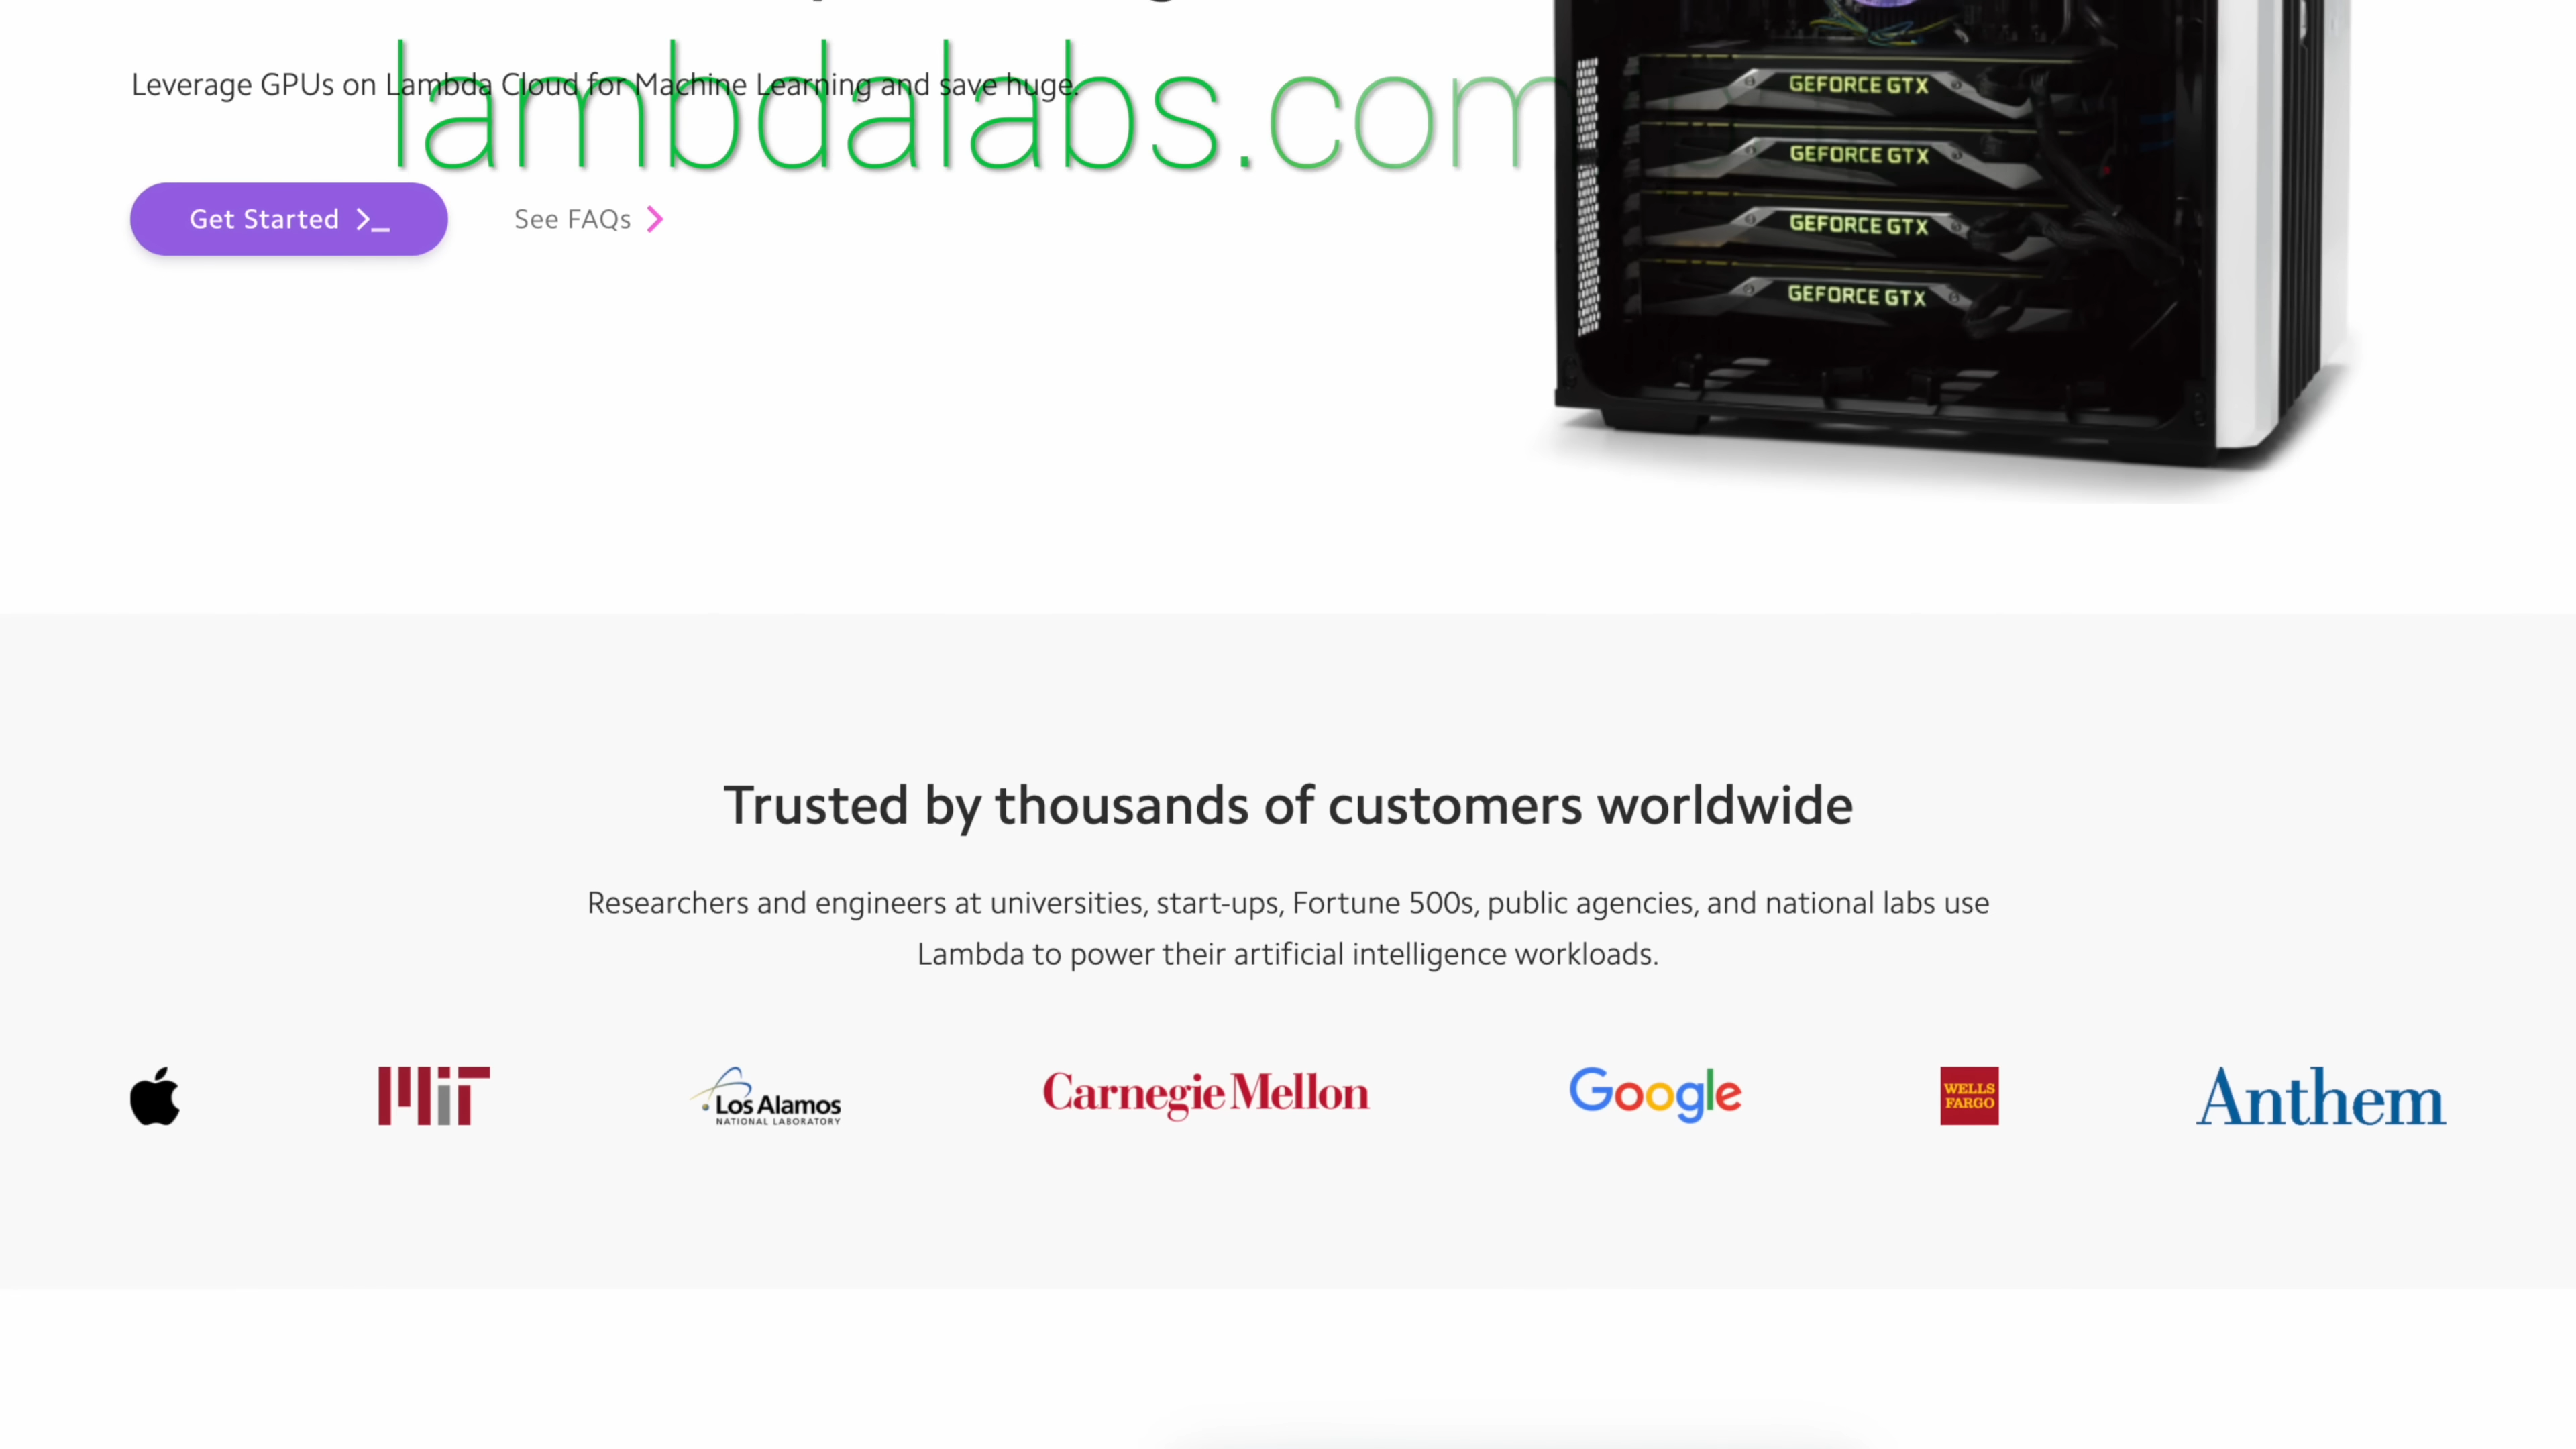 lambdalabs.com
Leverage GPUs on Lambda Cloud for Machine Learning and save huge.
Get Started >_
See FAQs
GEFORCE GTX
GEFORCE GTX
GEFORCE GTX
GEFORCE GTX
Trusted by thousands of customers worldwide
Researchers and engineers at universities, start-ups, Fortune 500s, public agencies, and national labs use
Lambda to power their artificial intelligence workloads.
MIT
Los Alamos
NATIONAL LABORATORY
Carnegie Mellon
Google
WELLS
FARGO
Anthem